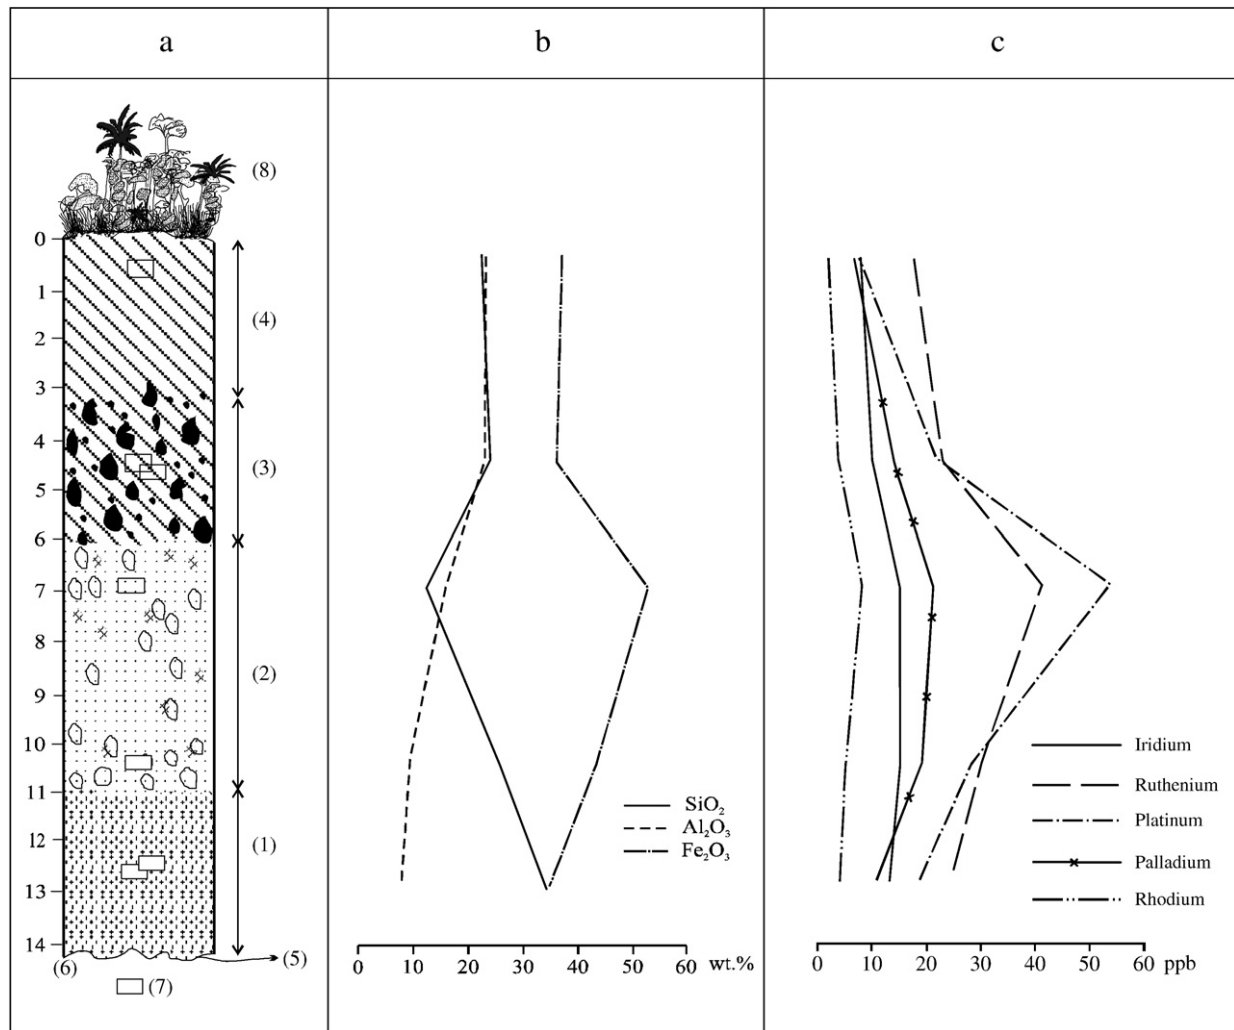 a
b
c
(8)
0
1
2
3
4
5
6
7
8
9
10
11
12
13
14
(4)
(3)
(2)
(1)
(5)
(6)
(7)
SiO₂
Al₂O₃
Fe₂O₃
0 10 20 30 40 50 60 wt.%
Iridium
Ruthenium
Platinum
Palladium
Rhodium
0 10 20 30 40 50 60 ppb